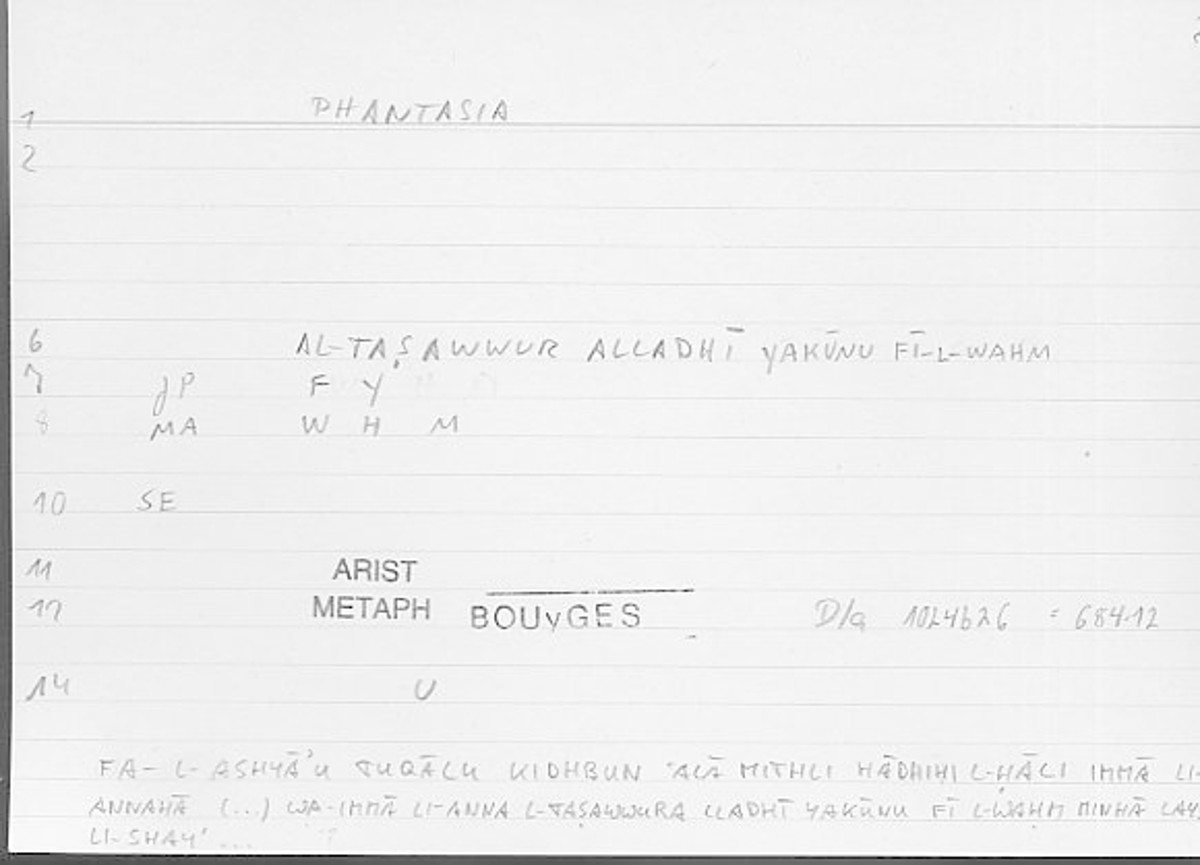 1 PHANTASIA
2
6 AL-TAṢAWWUR ALLADHĪ YAKŪNU FĪ-L-WAHM
7 JP F Y'
8 MA W H M
10 SE
11 ARIST
12 METAPH BOUYGES D/a 1024b26 = 684.12
14 U
FA-L-ASHYĀ'U TUQĀLU KIDHBUN 'ALĀ MITHLI HĀDHIHI L-ḤĀLI IMMĀ LI-
ANNAHĀ (...) WA-IMMĀ LI-ANNA L-TAṢAWWURA LLADHĪ YAKŪNU FĪ L-WAHM MINHĀ LAY
LI-SHAY' ...